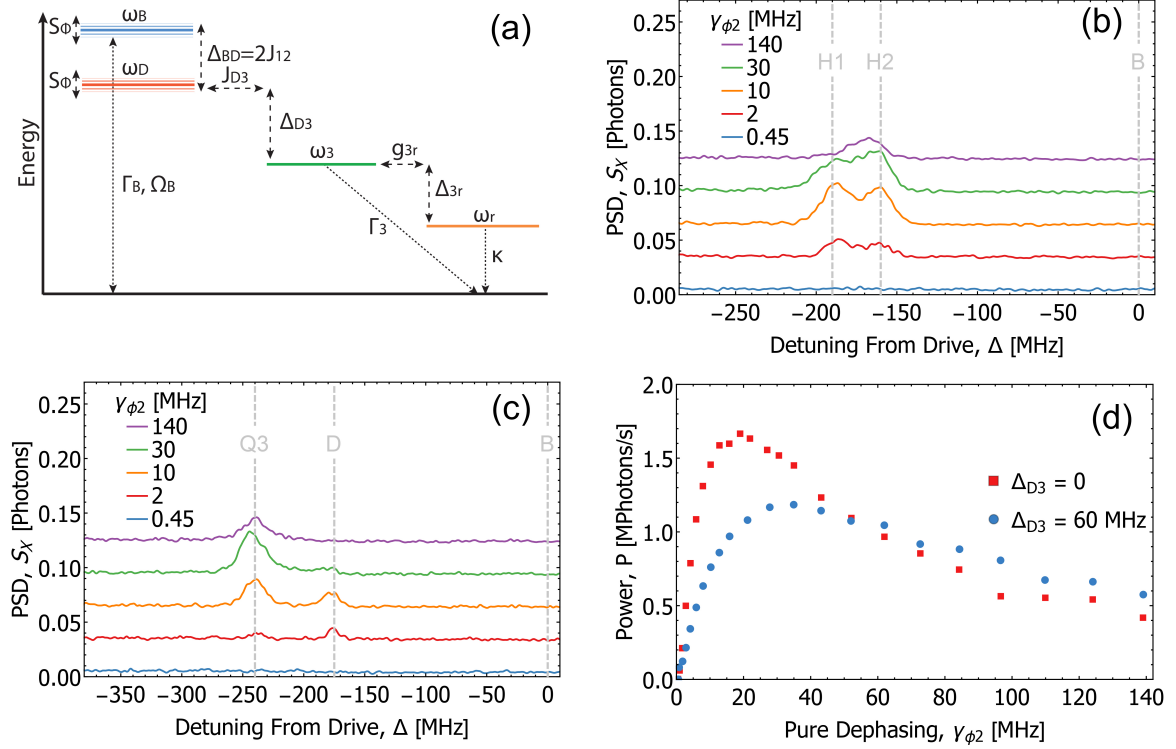 (a)
SΦ
ωB
ΔBD=2J12
SΦ
ωD
JD3
ΔD3
ω3
g3r
Δ3r
ωr
ΓB, ΩB
Γ3
κ
Energy
(b)
γϕ2 [MHz]
140
30
10
2
0.45
H1
H2
B
0.25
0.20
0.15
0.10
0.05
0.00
PSD, Sχ [Photons]
−250
−200
−150
−100
−50
0
Detuning From Drive, Δ [MHz]
(c)
γϕ2 [MHz]
140
30
10
2
0.45
Q3
D
B
0.25
0.20
0.15
0.10
0.05
0.00
PSD, Sχ [Photons]
−350
−300
−250
−200
−150
−100
−50
0
Detuning From Drive, Δ [MHz]
(d)
ΔD3 = 0
ΔD3 = 60 MHz
2.0
1.5
1.0
0.5
0.0
Power, P [MPhotons/s]
0
20
40
60
80
100
120
140
Pure Dephasing, γϕ2 [MHz]